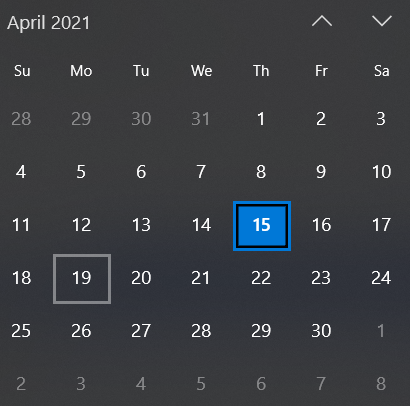 April 2021
Su Mo Tu We Th Fr Sa
28 29 30 31 1 2 3
4 5 6 7 8 9 10
11 12 13 14 15 16 17
18 19 20 21 22 23 24
25 26 27 28 29 30 1
2 3 4 5 6 7 8